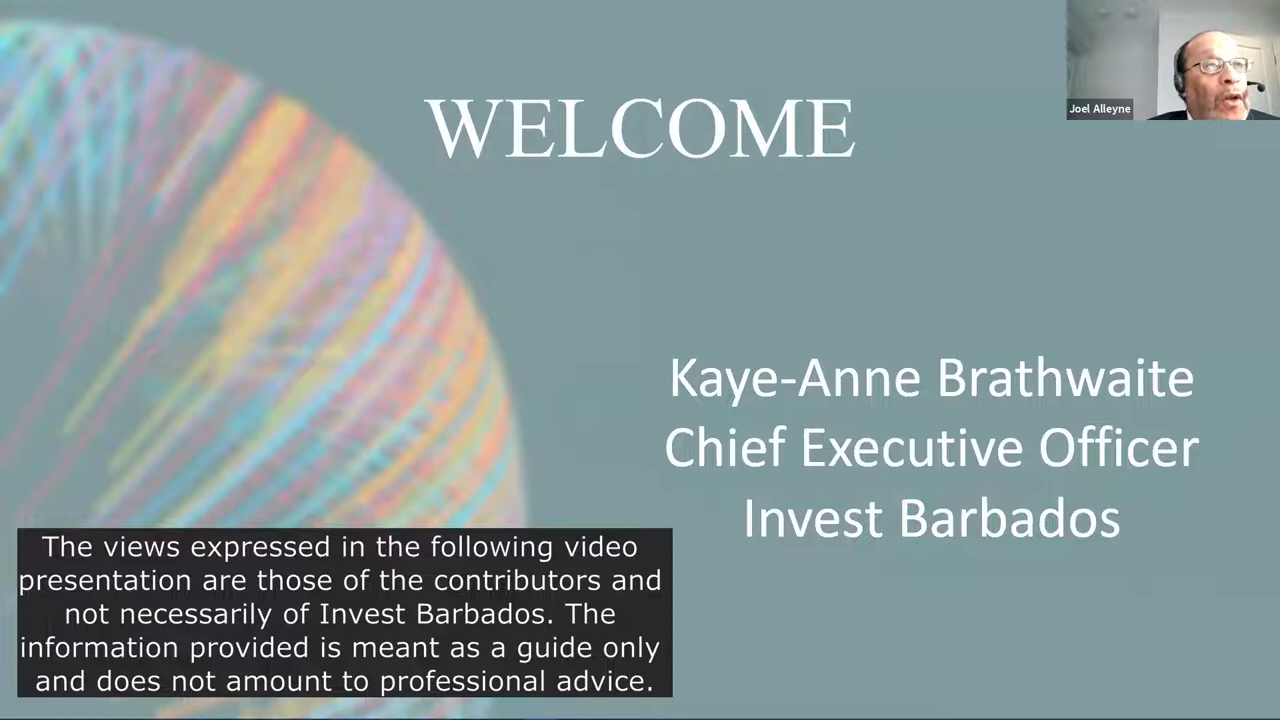 WELCOME
Joel Alleyne
Kaye-Anne Brathwaite
Chief Executive Officer
Invest Barbados
The views expressed in the following video
presentation are those of the contributors and
not necessarily of Invest Barbados. The
information provided is meant as a guide only
and does not amount to professional advice.